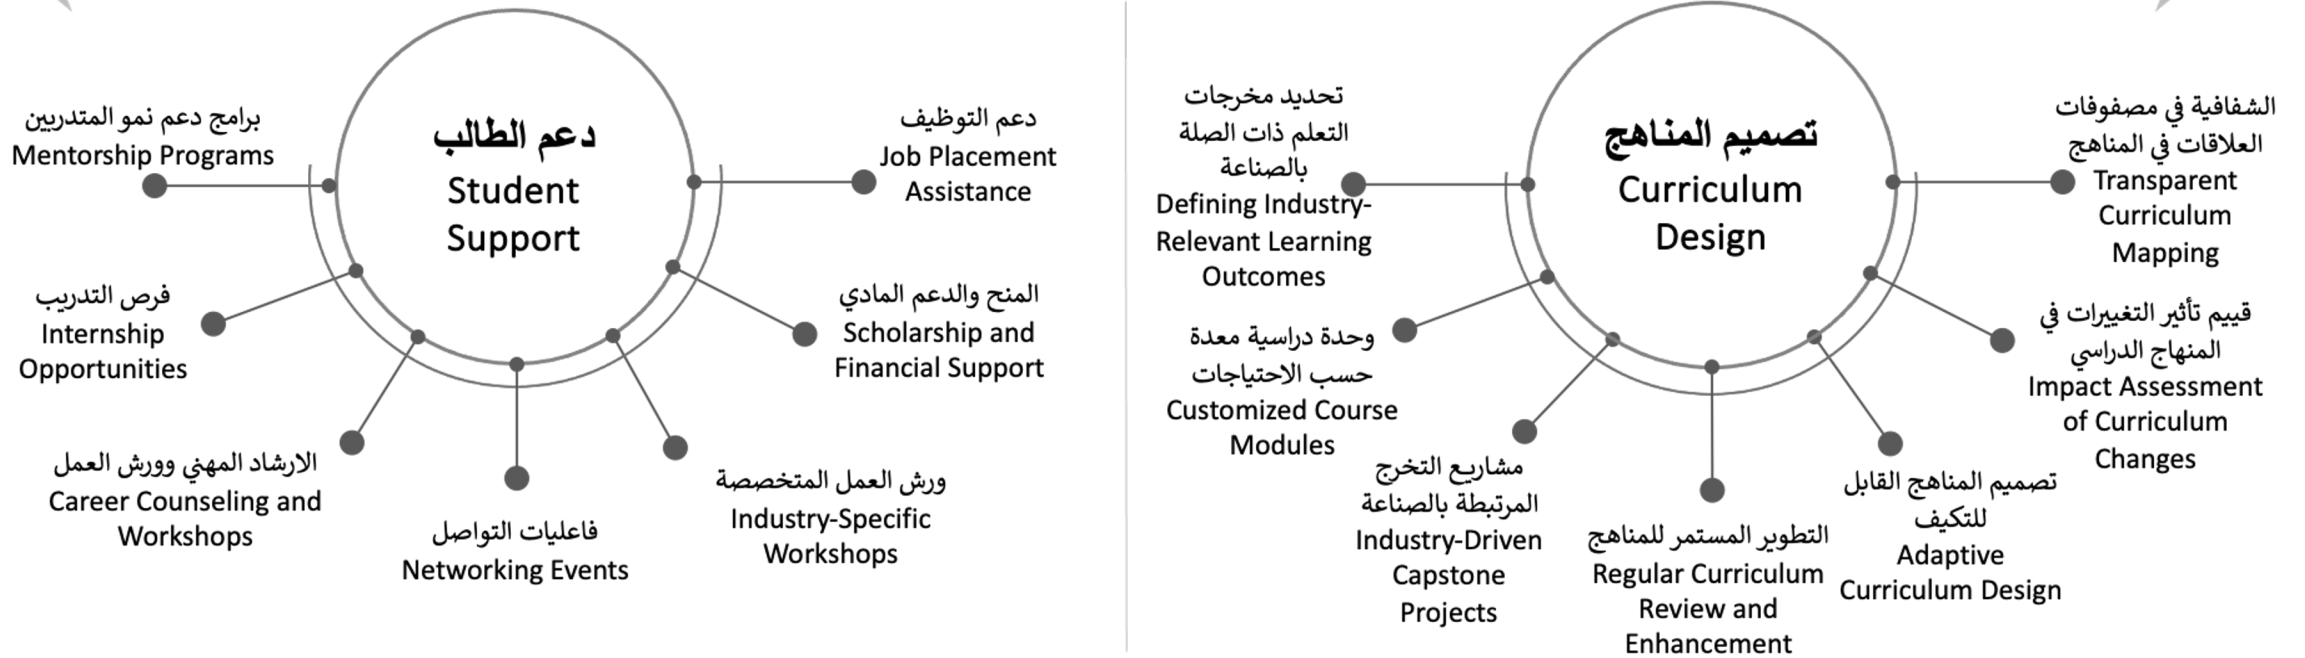 دعم الطالب
Student
Support
برامج دعم نمو المتدربين
Mentorship Programs
فرص التدريب
Internship
Opportunities
الارشاد المهني وورش العمل
Career Counseling and
Workshops
فاعليات التواصل
Networking Events
ورش العمل المتخصصة
Industry-Specific
Workshops
المنح والدعم المادي
Scholarship and
Financial Support
دعم التوظيف
Job Placement
Assistance
تصميم المناهج
Curriculum
Design
تحديد مخرجات
التعلم ذات الصلة
بالصناعة
Defining Industry-
Relevant Learning
Outcomes
وحدة دراسية معدة
حسب الاحتياجات
Customized Course
Modules
مشاريع التخرج
المرتبطة بالصناعة
Industry-Driven
Capstone
Projects
التطوير المستمر للمناهج
Regular Curriculum
Review and
Enhancement
تصميم المناهج القابل
للتكيف
Adaptive
Curriculum Design
قييم تأثير التغييرات في
المنهاج الدراسي
Impact Assessment
of Curriculum
Changes
الشفافية في مصفوفات
العلاقات في المناهج
Transparent
Curriculum
Mapping